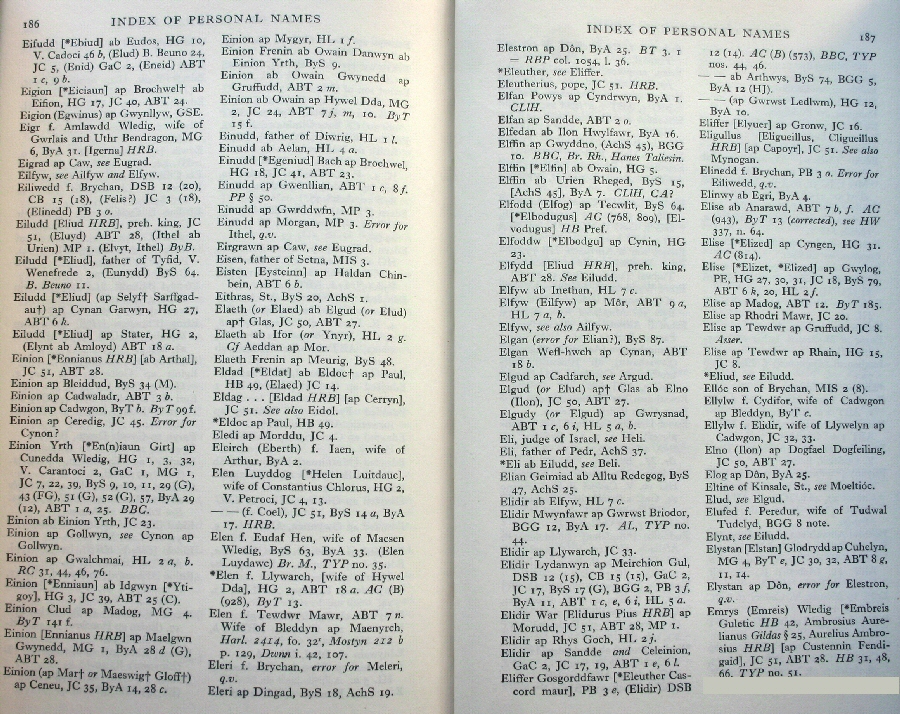 186
INDEX OF PERSONAL NAMES
Eifudd [*Ebiud] ab Eudos, HG 10,
V. Cadoci 46 b, (Elud) B. Beuno 24,
JC 5, (Enid) GaC 2, (Eneid) ABT
1 c, 9 b.
Eigion [*Eiciaun] ap Brochwel† ab
Eifion, HG 17, JC 40, ABT 24.
Eigion (Egwinus) ap Gwynllyw, GSE.
Eigr f. Amlawdd Wledig, wife of
Gwrlais and Uthr Bendragon, MG
6, ByA 31. [Igerna] HRB.
Eigrad ap Caw, see Eugrad.
Eilfyw, see Ailfyw and Elfyw.
Eiliwedd f. Brychan, DSB 12 (20),
CB 15 (18), (Felis?) JC 3 (18),
(Elinedd) PB 3 o.
Eiludd [Eliud HRB], preh. king, JC
51, (Eluyd) ABT 28, (Ithel ab
Urien) MP 1. (Elvyt, Ithel) ByB.
Eiludd [*Eliud], father of Tyfid, V.
Wenefrede 2, (Eunydd) ByS 64.
B. Beuno 11.
Eiludd [*Eliud] (ap Selyf† Sarffgad-
au†) ap Cynan Garwyn, HG 27,
ABT 6 k.
Eiludd [*Eliud] ap Stater, HG 2,
(Elynt ab Amloyd) ABT 18 a.
Einion [*Ennianus HRB] [ab Arthal],
JC 51, ABT 28.
Einion ap Bleiddud, ByS 34 (M).
Einion ap Cadwaladr, ABT 3 b.
Einion ap Cadwgon, ByT b. ByT 99 f.
Einion ap Ceredig, JC 45. Error for
Cynon?
Einion Yrth [*En(n)iaun Girt] ap
Cunedda Wledig, HG 1, 3, 32,
V. Carantoci 2, GaC 1, MG 1,
JC 7, 22, 39, ByS 9, 10, 11, 29 (G),
43 (FG), 51 (G), 52 (G), 57, ByA 29
(12), ABT 1 a, 25. BBC.
Einion ab Einion Yrth, JC 23.
Einion ap Gollwyn, see Cynon ap
Gollwyn.
Einion ap Gwalchmai, HL 2 a, b.
RC 31, 44, 46, 76.
Einion [*Enniaun] ab Idgwyn [*Yti-
goy], HG 3, JC 39, ABT 25 (C).
Einion Clud ap Madog, MG 4.
ByT 141 f.
Einion [Ennianus HRB] ap Maelgwn
Gwynedd, MG 1, ByA 28 d (G),
ABT 28.
Einion (ap Mar† or Maeswig† Gloff†)
ap Ceneu, JC 35, ByA 14, 28 c.
Einion ap Mygyr, HL 1 f.
Einion Frenin ab Owain Danwyn ab
Einion Yrth, ByS 9.
Einion ab Owain Gwynedd ap
Gruffudd, ABT 2 m.
Einion ab Owain ap Hywel Dda, MG
2, JC 24, ABT 7 f, m, 10. ByT
15 f.
Einudd, father of Diwrig, HL 1 l.
Einudd ab Aelan, HL 4 a.
Einudd [*Egeniud] Bach ap Brochwel,
HG 18, JC 41, ABT 23.
Einudd ap Gwenllian, ABT 1 c, 8 f.
PP § 50.
Einudd ap Gwrddwfn, MP 3.
Einudd ap Morgan, MP 3. Error for
Ithel, q.v.
Eirgrawn ap Caw, see Eugrad.
Eisen, father of Setna, MIS 3.
Eisten [Eysteinn] ap Haldan Chin-
bein, ABT 6 b.
Eithras, St., ByS 20, AchS 1.
Elaeth (or Elaed) ab Elgud (or Elud)
ap† Glas, JC 50, ABT 27.
Elaeth ab Ifor (or Ynyr), HL 2 g.
Cf Aeddan ap Mor.
Elaeth Frenin ap Meurig, ByS 48.
Eldad [*Eldat] ab Eldoc† ap Paul,
HB 49, (Elaed) JC 14.
Eldag . . . [Eldad HRB] [ap Cerryn],
JC 51. See also Eidol.
*Eldoc ap Paul, HB 49.
Eledi ap Morddu, JC 4.
Eleirch (Eberth) f. Iaen, wife of
Arthur, ByA 2.
Elen Luyddog [*Helen Luitdauc],
wife of Constantius Chlorus, HG 2,
V. Petroci, JC 4, 13.
— — (f. Coel), JC 51, ByS 14 a, ByA
17. HRB.
Elen f. Eudaf Hen, wife of Macsen
Wledig, ByS 63, ByA 33. (Elen
Luydawc) Br. M., TYP no. 35.
*Elen f. Llywarch, [wife of Hywel
Dda], HG 2, ABT 18 a. AC (B)
(928), ByT 13.
Elen f. Tewdwr Mawr, ABT 7 n.
Wife of Bleddyn ap Maenyrch,
Harl. 2414, fo. 32v, Mostyn 212 b
p. 129, Dwnn i. 42, 107.
Eleri f. Brychan, error for Meleri,
q.v.
Eleri ap Dingad, ByS 18, AchS 19.
INDEX OF PERSONAL NAMES
187
Elestron ap Dôn, ByA 25. BT 3. 1
— RBP col. 1054, l. 36.
*Eleuther, see Eliffer.
Eleutherius, pope, JC 51. HRB.
Elfan Powys ap Cyndrwyn, ByA 1.
CLlH.
Elfan ap Sandde, ABT 2 o.
Elfedan ab Ilon Hwylfawr, ByA 16.
Elffin ap Gwyddno, (AchS 45), BGG
10. BBC, Br. Rh., Hanes Taliesin.
Elffin [*Elfin] ab Owain, HG 5.
Elffin ab Urien Rheged, ByS 15,
[AchS 45], ByA 7. CLlH, CA?
Elfodd (Elfog) ap Tecwlyt, ByS 64.
[*Elbodugus] AC (768, 809), [El-
vodugus] HB Pref.
Elfoddw [*Elbodgu] ap Cynin, HG
23.
Elfydd [Eliud HRB], preh. king,
ABT 28. See Eiludd.
Elfyw ab Inethan, HL 7 c.
Elfyw (Eilfyw) ap Môr, ABT 9 a,
HL 7 a, b.
Elfyw, see also Ailfyw.
Elgan (error for Elian?), ByS 87.
Elgan Wefl-hwch ap Cynan, ABT
18 b.
Elgud ap Cadfarch, see Argud.
Elgud (or Elud) ap† Glas ab Elno
(Ilon), JC 50, ABT 27.
Elgudy (or Elgud) ap Gwrysnad,
ABT 1 c, 6 i, HL 5 a, b.
Eli, judge of Israel, see Heli.
Eli, father of Pedr, AchS 37.
*Eli ab Eiludd, see Beli.
Elian Geimiad ab Alltu Redegog, ByS
47, AchS 25.
Elidir ab Elfyw, HL 7 c.
Elidir Mwynfawr ap Gwrwst Briodor,
BGG 12, ByA 17. AL, TYP no.
44.
Elidir ap Llywarch, JC 33.
Elidir Lydanwyn ap Meirchion Gul,
DSB 12 (15), CB 15 (15), GaC 2,
JC 17, ByS 17 (G), BGG 2, PB 3 f,
ByA 11, ABT 1 c, e, 6 i, HL 5 a.
Elidir War [Elidurus Pius HRB] ap
Morudd, JC 51, ABT 28, MP 1.
Elidir ap Rhys Goch, HL 2 j.
Elidir ap Sandde and Celeinion,
GaC 2, JC 17, 19, ABT 1 e, 6 l.
Eliffer Gosgorddfawr [*Eleuther Cas-
cord maur], PB 3 e, (Elidir) DSB
12 (14). AC (B) (573), BBC, TYP
nos. 44, 46.
— — ab Arthwys, ByS 74, BGG 5,
ByA 12 (HJ).
— — (ap Gwrwst Ledlwm), HG 12,
ByA 10.
Eliffer [Elyuer] ap Gronw, JC 16.
Eligullus [Eligueillus, Cligueillus
HRB] [ap Capoyr], JC 51. See also
Mynogan.
Elinedd f. Brychan, PB 3 o. Error for
Eiliwedd, q.v.
Elinwy ab Egri, ByA 4.
Elise ab Anarawd, ABT 7 b, f. AC
(943), ByT 13 (corrected), see HW
337, n. 64.
Elise [*Elized] ap Cyngen, HG 31.
AC (814).
Elise [*Elizet, *Elized] ap Gwylog,
PE, HG 27, 30, 31, JC 18, ByS 79,
ABT 6 k, 20, HL 2 f.
Elise ap Madog, ABT 12. ByT 185.
Elise ap Rhodri Mawr, JC 20.
Elise ap Tewdwr ap Gruffudd, JC 8.
Asser.
Elise ap Tewdwr ap Rhain, HG 15,
JC 8.
*Eliud, see Eiludd.
Ellóc son of Brychan, MIS 2 (8).
Ellylw f. Cydifor, wife of Cadwgon
ap Bleddyn, ByT c.
Ellylw f. Elidir, wife of Llywelyn ap
Cadwgon, JC 32, 33.
Elno (Ilon) ap Dogfael Dogfeiling,
JC 50, ABT 27.
Elog ap Dôn, ByA 25.
Eltine of Kinsale, St., see Moeltióc.
Elud, see Elgud.
Elufed f. Peredur, wife of Tudwal
Tudclyd, BGG 8 note.
Elynt, see Eiludd.
Elystan [Elstan] Glodrydd ap Cuhelyn,
MG 4, ByT e, JC 30, 32, ABT 8 g,
11, 14.
Elystan ap Dôn, error for Elestron,
q.v.
Emrys (Emreis) Wledig [*Embreis
Guletic HB 42, Ambrosius Aure-
lianus Gildas § 25, Aurelius Ambro-
sius HRB] [ap Custennin Fendi-
gaid], JC 51, ABT 28. HB 31, 48,
66. TYP no. 51.